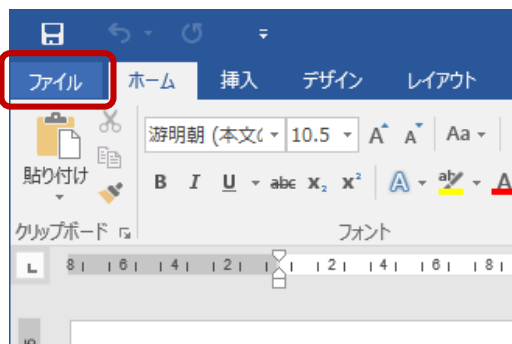 ファイル ホーム 挿入 デザイン レイアウト
游明朝 (本文( 10.5 A A Aa
貼り付け B I U abc x₂ x² A ab A
クリップボード フォント
L 8 6 4 2 2 4 6 8